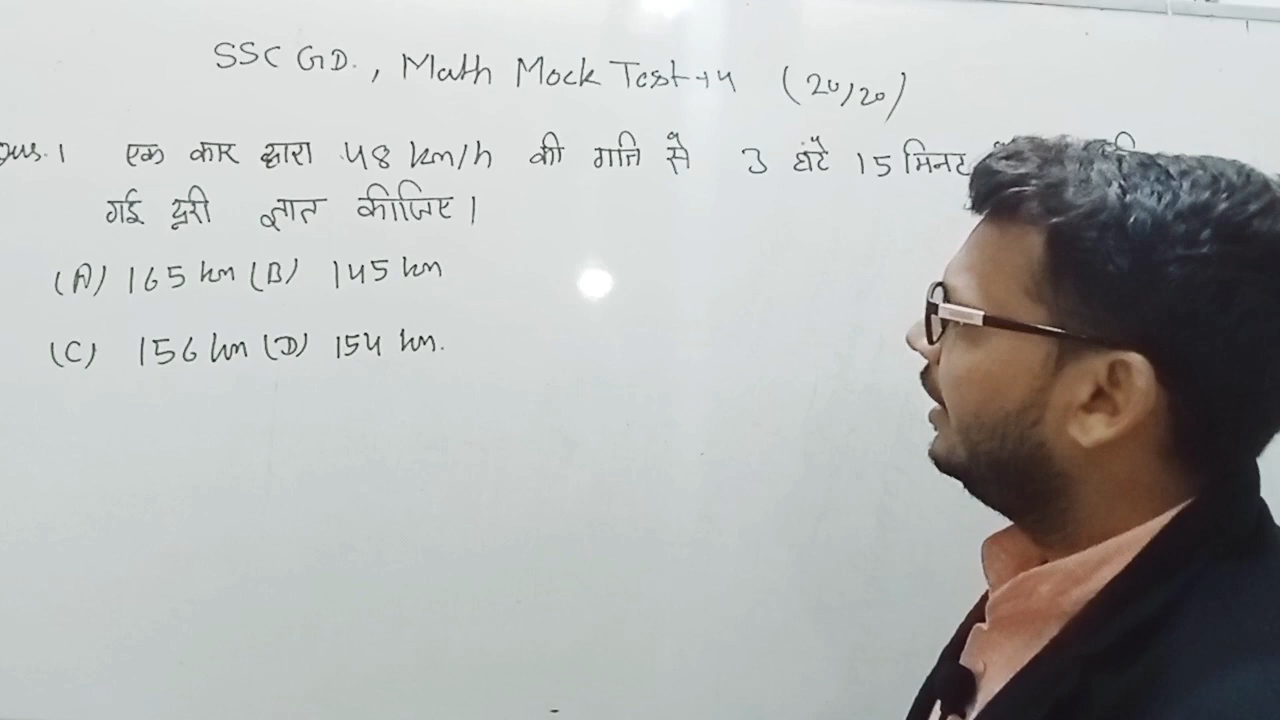 SSC GD., Math Mock Test-14 (20/20)
Qus.1 एक कार द्वारा 48 km/h की गति से 3 घंटे 15 मिनट
गई दूरी ज्ञात कीजिए।
(A) 165 km (B) 145 km
(C) 156 km (D) 154 km.